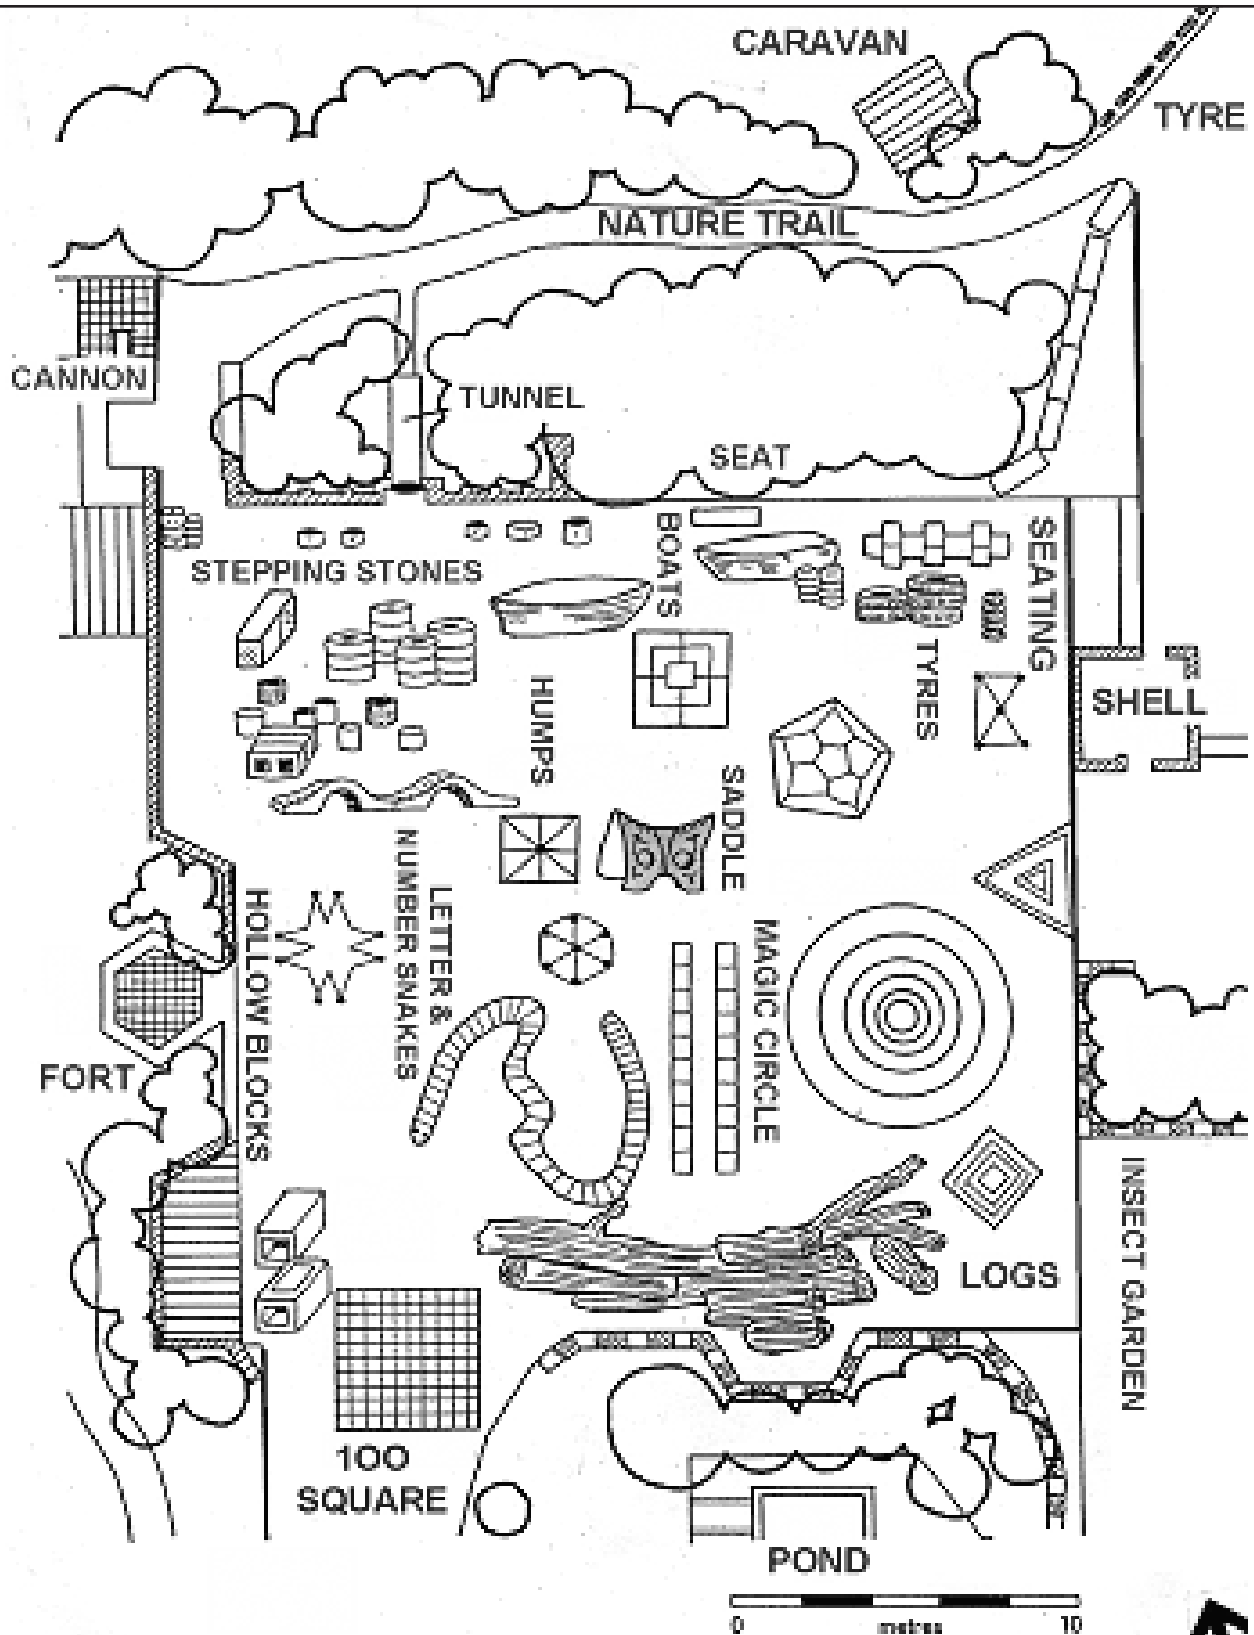 CARAVAN
TYRE
NATURE TRAIL
CANNON
TUNNEL
SEAT
BOATS
SEATING
STEPPING STONES
TYRES
SHELL
HUMPS
SADDLE
LETTER &
NUMBER SNAKES
HOLLOW BLOCKS
MAGIC CIRCLE
FORT
INSECT GARDEN
LOGS
100
SQUARE
POND
0 metres 10